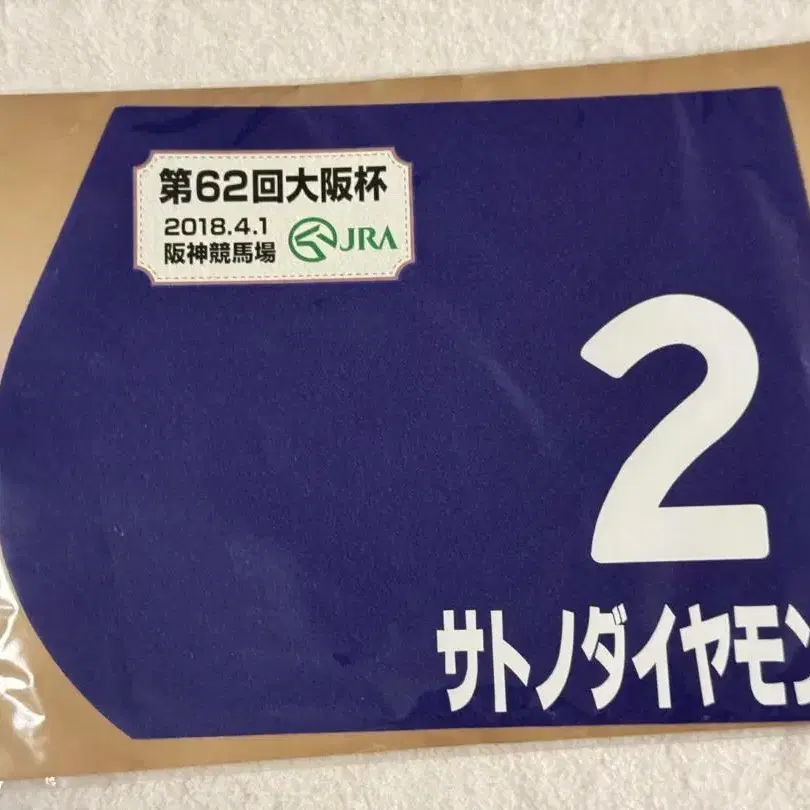 第62回大阪杯
2018.4.1
阪神競馬場
JRA
2
サトノダイヤモン